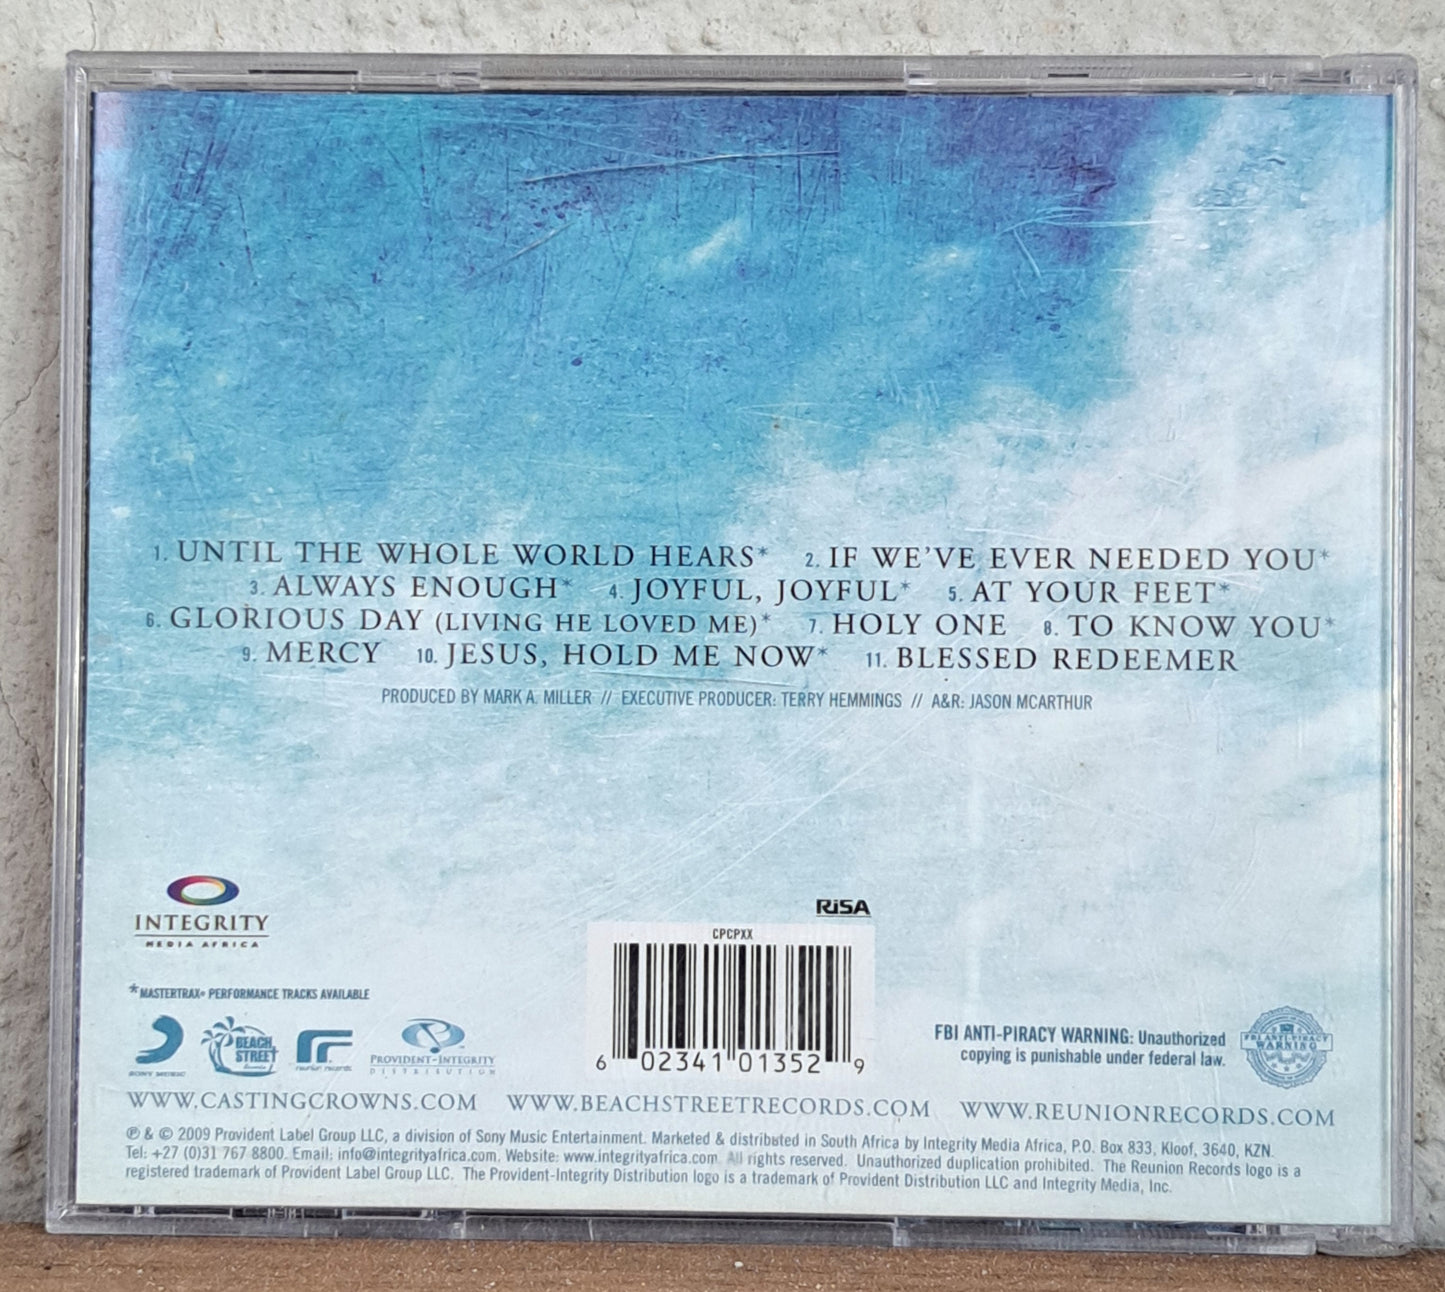 1. UNTIL THE WHOLE WORLD HEARS* 2. IF WE'VE EVER NEEDED YOU*
3. ALWAYS ENOUGH* 4. JOYFUL, JOYFUL* 5. AT YOUR FEET*
6. GLORIOUS DAY (LIVING HE LOVED ME)* 7. HOLY ONE 8. TO KNOW YOU*
9. MERCY 10. JESUS, HOLD ME NOW* 11. BLESSED REDEEMER
PRODUCED BY MARK A. MILLER // EXECUTIVE PRODUCER: TERRY HEMMINGS // A&R: JASON MCARTHUR
INTEGRITY
MEDIA AFRICA
RiSA
CPCPXX
6 02341 01352 9
*MASTERTRAX® PERFORMANCE TRACKS AVAILABLE
SONY MUSIC
BEACH
STREET
Records
reunion records
PROVIDENT-INTEGRITY
DISTRIBUTION
FBI ANTI-PIRACY WARNING: Unauthorized
copying is punishable under federal law.
FBI ANTI-PIRACY
WARNING
WWW.CASTINGCROWNS.COM WWW.BEACHSTREETRECORDS.COM WWW.REUNIONRECORDS.COM
℗ & © 2009 Provident Label Group LLC, a division of Sony Music Entertainment. Marketed & distributed in South Africa by Integrity Media Africa, P.O. Box 833, Kloof, 3640, KZN.
Tel: +27 (0)31 767 8800. Email: info@integrityafrica.com. Website: www.integrityafrica.com. All rights reserved. Unauthorized duplication prohibited. The Reunion Records logo is a
registered trademark of Provident Label Group LLC. The Provident-Integrity Distribution logo is a trademark of Provident Distribution LLC and Integrity Media, Inc.